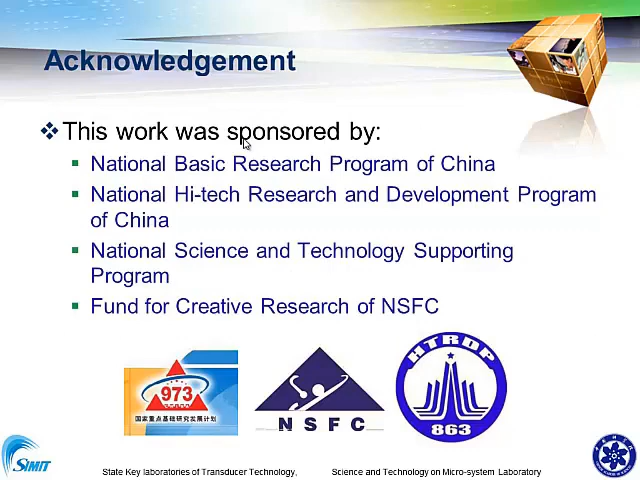 Acknowledgement
This work was sponsored by:
National Basic Research Program of China
National Hi-tech Research and Development Program
of China
National Science and Technology Supporting
Program
Fund for Creative Research of NSFC
973
国家重点基础研究发展计划
NSFC
HTRDP
863
SIMIT
State Key laboratories of Transducer Technology,
Science and Technology on Micro-system Laboratory